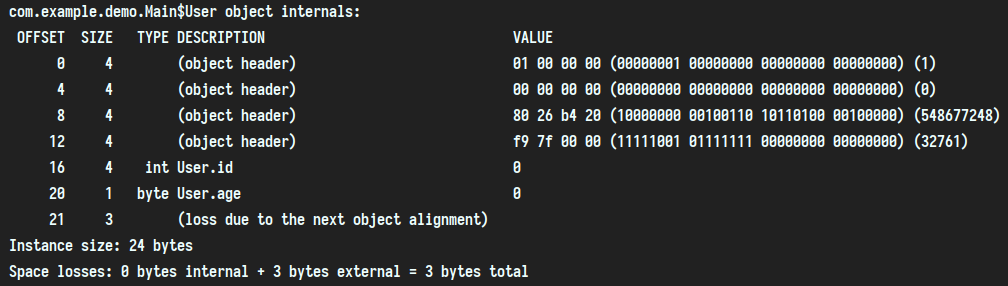 com.example.demo.Main$User object internals:
OFFSET SIZE TYPE DESCRIPTION VALUE
0 4 (object header) 01 00 00 00 (00000001 00000000 00000000 00000000) (1)
4 4 (object header) 00 00 00 00 (00000000 00000000 00000000 00000000) (0)
8 4 (object header) 80 26 b4 20 (10000000 00100110 10110100 00100000) (548677248)
12 4 (object header) f9 7f 00 00 (11111001 01111111 00000000 00000000) (32761)
16 4 int User.id 0
20 1 byte User.age 0
21 3 (loss due to the next object alignment)
Instance size: 24 bytes
Space losses: 0 bytes internal + 3 bytes external = 3 bytes total